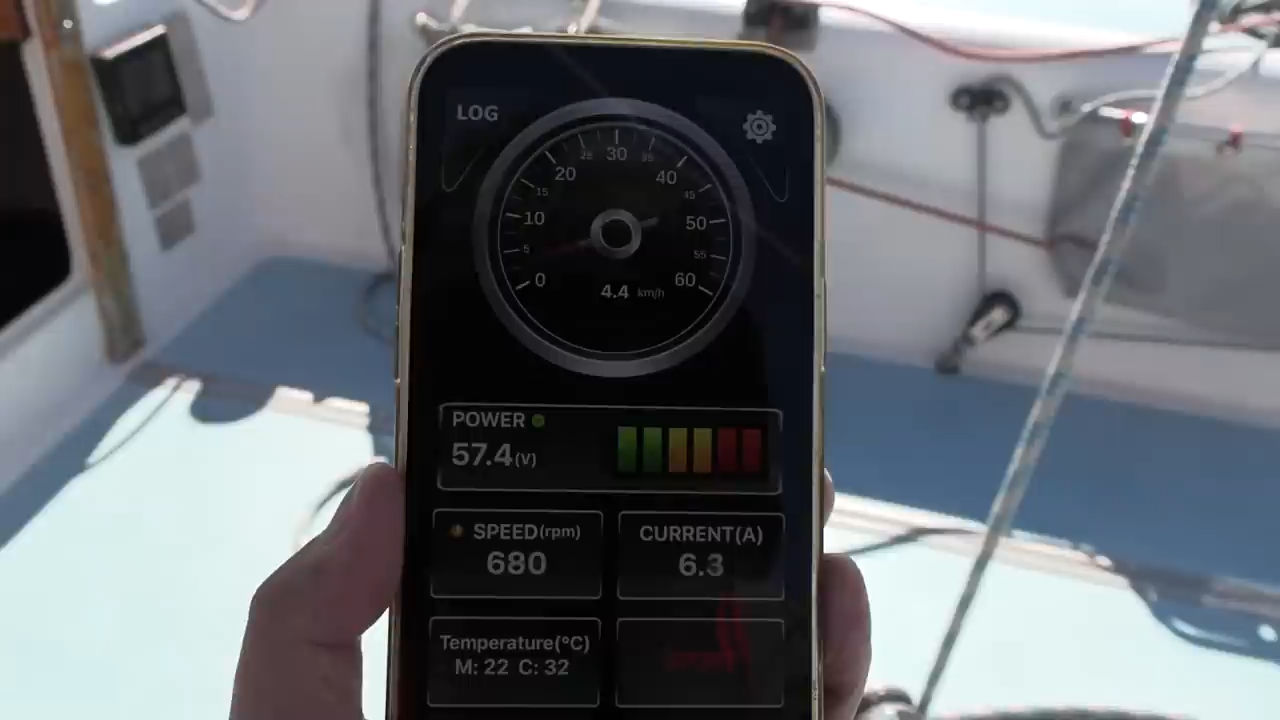 LOG
0 5 10 15 20 25 30 35 40 45 50 55 60
4.4 km/h
POWER
57.4(V)
SPEED(rpm)
680
CURRENT(A)
6.3
Temperature(°C)
M: 22 C: 32